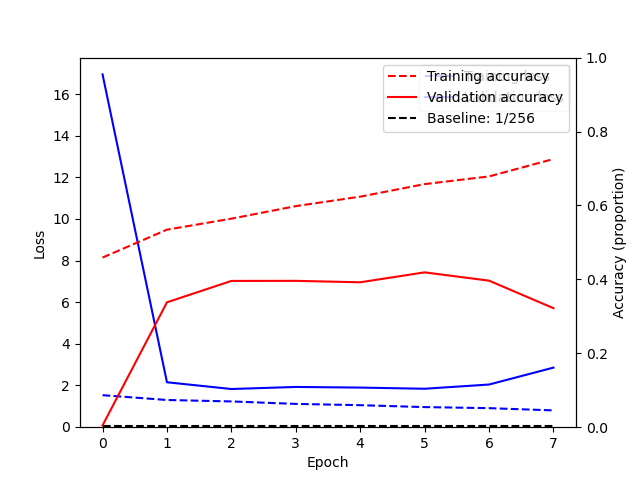 Training accuracy
Validation accuracy
Baseline: 1/256
Loss
16
14
12
10
8
6
4
2
0
1.0
0.8
0.6
0.4
0.2
0.0
Accuracy (proportion)
0 1 2 3 4 5 6 7
Epoch